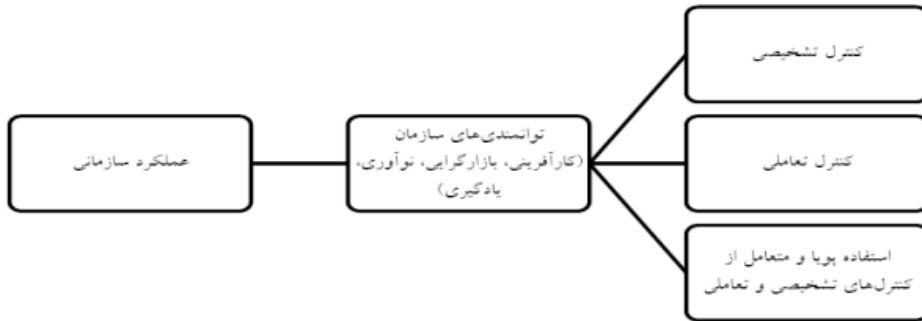 کنترل تشخیصی
کنترل تعاملی
استفاده پویا و متعامل از
کنترل‌های تشخیصی و تعاملی
توانمندی‌های سازمان
(کارآفرینی، بازارگرایی، نوآوری،
یادگیری)
عملکرد سازمانی